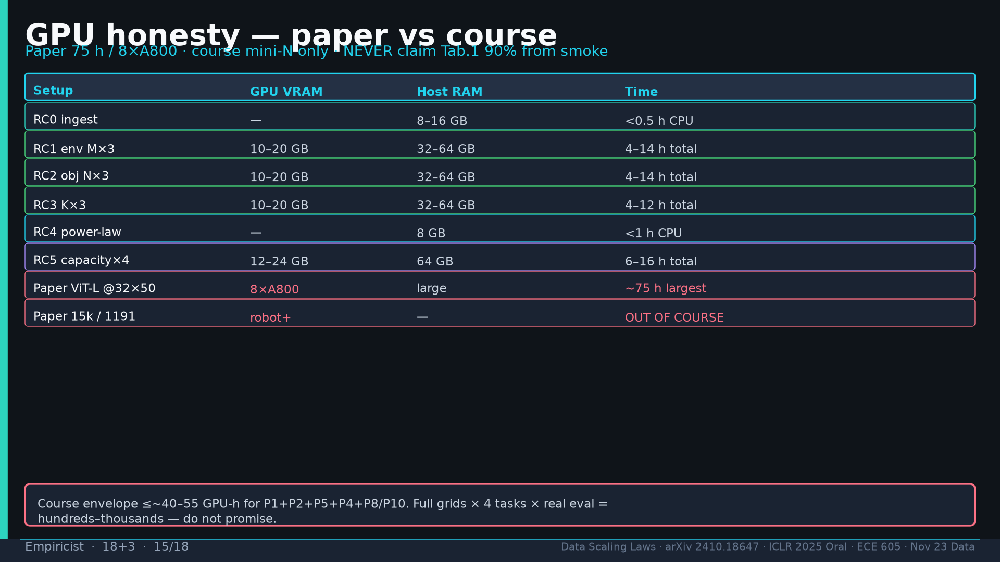 GPU honesty — paper vs course
Paper 75 h / 8×A800 · course mini-N only · NEVER claim Tab.1 90% from smoke
Setup GPU VRAM Host RAM Time
RC0 ingest — 8–16 GB <0.5 h CPU
RC1 env M×3 10–20 GB 32–64 GB 4–14 h total
RC2 obj N×3 10–20 GB 32–64 GB 4–14 h total
RC3 K×3 10–20 GB 32–64 GB 4–12 h total
RC4 power-law — 8 GB <1 h CPU
RC5 capacity×4 12–24 GB 64 GB 6–16 h total
Paper ViT-L @32×50 8×A800 large ~75 h largest
Paper 15k / 1191 robot+ — OUT OF COURSE
Course envelope ≤~40–55 GPU-h for P1+P2+P5+P4+P8/P10. Full grids × 4 tasks × real eval =
hundreds–thousands — do not promise.
Empiricist · 18+3 · 15/18
Data Scaling Laws · arXiv 2410.18647 · ICLR 2025 Oral · ECE 605 · Nov 23 Data